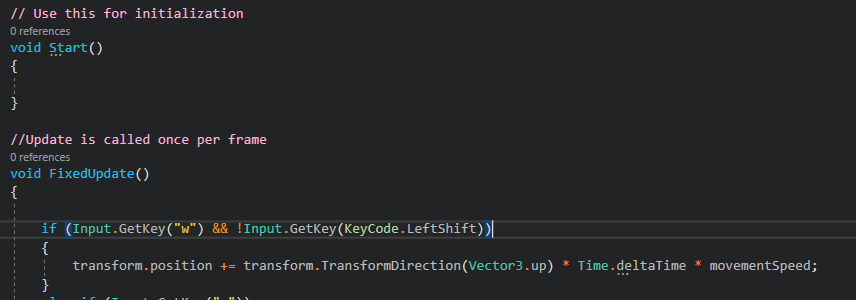 // Use this for initialization
0 references
void Start()
{
}
//Update is called once per frame
0 references
void FixedUpdate()
{
if (Input.GetKey("w") && !Input.GetKey(KeyCode.LeftShift))
{
transform.position += transform.TransformDirection(Vector3.up) * Time.deltaTime * movementSpeed;
}